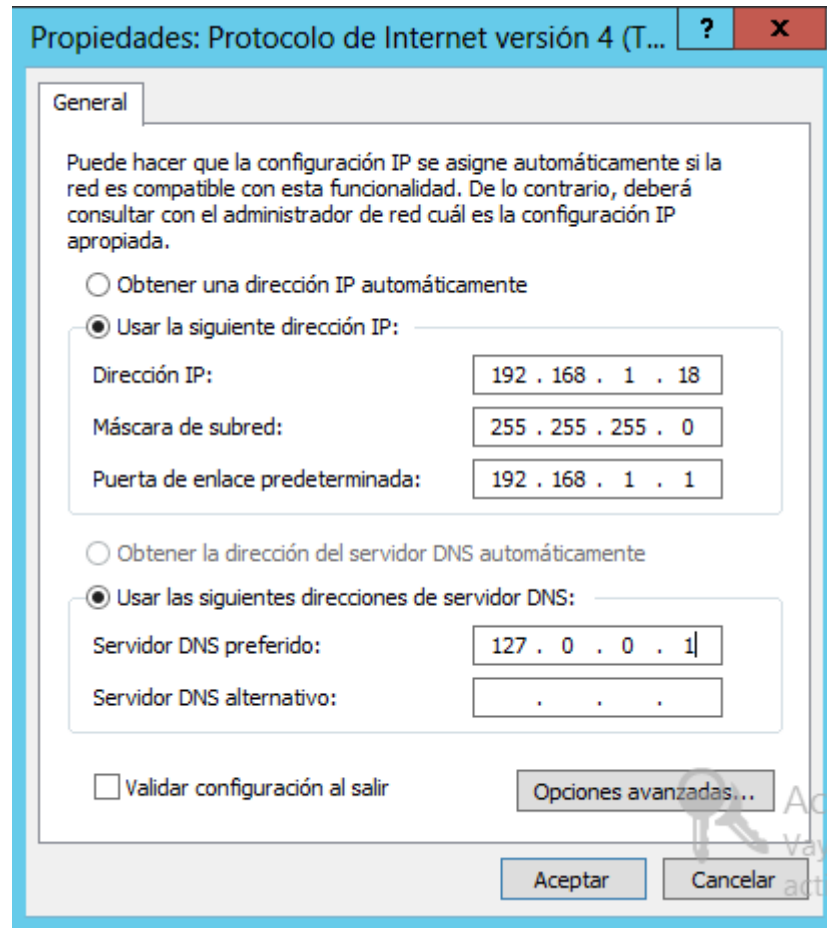 Propiedades: Protocolo de Internet versión 4 (T...
?
x
General
Puede hacer que la configuración IP se asigne automáticamente si la
red es compatible con esta funcionalidad. De lo contrario, deberá
consultar con el administrador de red cuál es la configuración IP
apropiada.
Obtener una dirección IP automáticamente
Usar la siguiente dirección IP:
Dirección IP: 192 . 168 . 1 . 18
Máscara de subred: 255 . 255 . 255 . 0
Puerta de enlace predeterminada: 192 . 168 . 1 . 1
Obtener la dirección del servidor DNS automáticamente
Usar las siguientes direcciones de servidor DNS:
Servidor DNS preferido: 127 . 0 . 0 . 1
Servidor DNS alternativo: . . .
Validar configuración al salir
Opciones avanzadas...
Ac
Vay
Aceptar
Cancelar
act